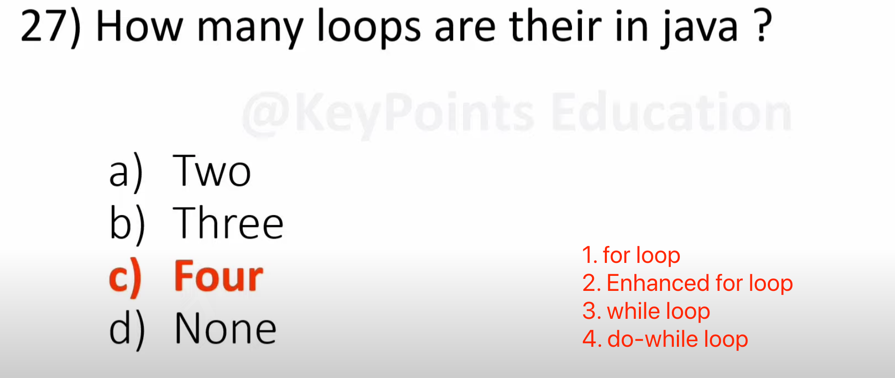 27) How many loops are their in java ?
@KeyPoints Education
a) Two
b) Three
c) Four
d) None
1. for loop
2. Enhanced for loop
3. while loop
4. do-while loop